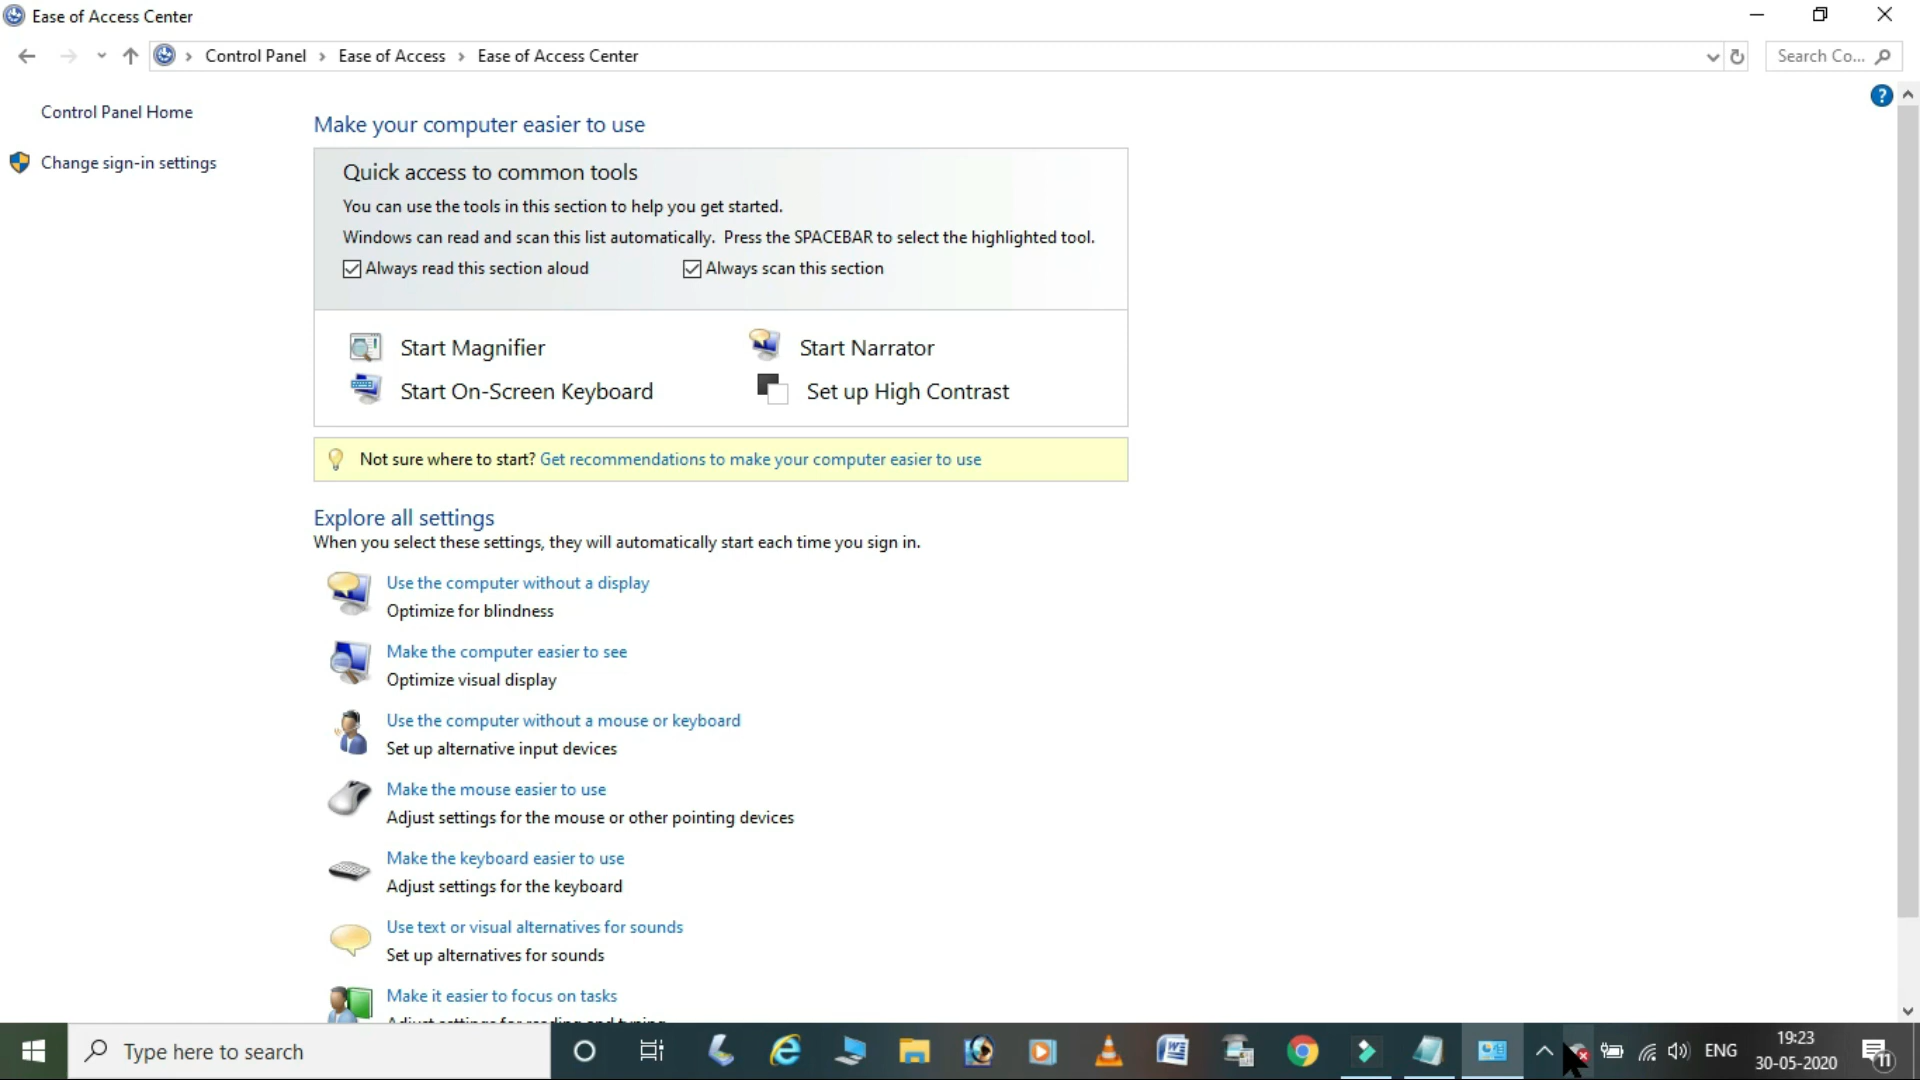 Ease of Access Center
Control Panel > Ease of Access > Ease of Access Center
Search Co...
?
Control Panel Home
Change sign-in settings
Make your computer easier to use
Quick access to common tools
You can use the tools in this section to help you get started.
Windows can read and scan this list automatically. Press the SPACEBAR to select the highlighted tool.
Always read this section aloud
Always scan this section
Start Magnifier
Start Narrator
Start On-Screen Keyboard
Set up High Contrast
Not sure where to start? Get recommendations to make your computer easier to use
Explore all settings
When you select these settings, they will automatically start each time you sign in.
Use the computer without a display
Optimize for blindness
Make the computer easier to see
Optimize visual display
Use the computer without a mouse or keyboard
Set up alternative input devices
Make the mouse easier to use
Adjust settings for the mouse or other pointing devices
Make the keyboard easier to use
Adjust settings for the keyboard
Use text or visual alternatives for sounds
Set up alternatives for sounds
Make it easier to focus on tasks
Adjust settings for reading and typing
Type here to search
ENG
19:23
30-05-2020
11